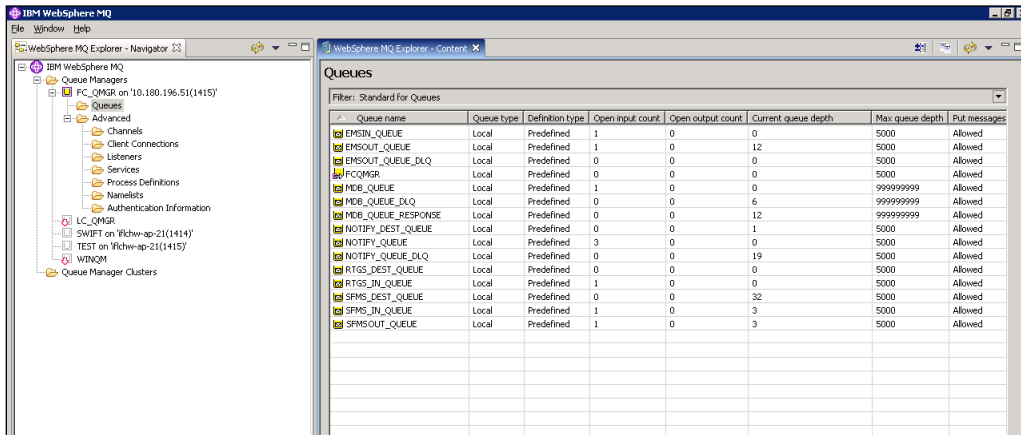 IBM WebSphere MQ
File Window Help
WebSphere MQ Explorer - Navigator
IBM WebSphere MQ
Queue Managers
FC_QMGR on '10.180.196.51(1415)'
Queues
Advanced
Channels
Client Connections
Listeners
Services
Process Definitions
Namelists
Authentication Information
LC_QMGR
SWIFT on 'iflchw-ap-21(1414)'
TEST on 'iflchw-ap-21(1415)'
WINQM
Queue Manager Clusters
WebSphere MQ Explorer - Content
Queues
Filter: Standard for Queues
Queue name Queue type Definition type Open input count Open output count Current queue depth Max queue depth Put messages
EMSIN_QUEUE Local Predefined 1 0 0 5000 Allowed
EMSOUT_QUEUE Local Predefined 1 0 12 5000 Allowed
EMSOUT_QUEUE_DLQ Local Predefined 0 0 0 5000 Allowed
FCQMGR Local Predefined 0 0 0 5000 Allowed
MDB_QUEUE Local Predefined 1 0 0 999999999 Allowed
MDB_QUEUE_DLQ Local Predefined 0 0 6 999999999 Allowed
MDB_QUEUE_RESPONSE Local Predefined 0 0 12 999999999 Allowed
NOTIFY_DEST_QUEUE Local Predefined 0 0 1 5000 Allowed
NOTIFY_QUEUE Local Predefined 3 0 0 5000 Allowed
NOTIFY_QUEUE_DLQ Local Predefined 0 0 19 5000 Allowed
RTGS_DEST_QUEUE Local Predefined 0 0 0 5000 Allowed
RTGS_IN_QUEUE Local Predefined 1 0 0 5000 Allowed
SFMS_DEST_QUEUE Local Predefined 0 0 32 5000 Allowed
SFMS_IN_QUEUE Local Predefined 1 0 3 5000 Allowed
SFMSOUT_QUEUE Local Predefined 1 0 3 5000 Allowed